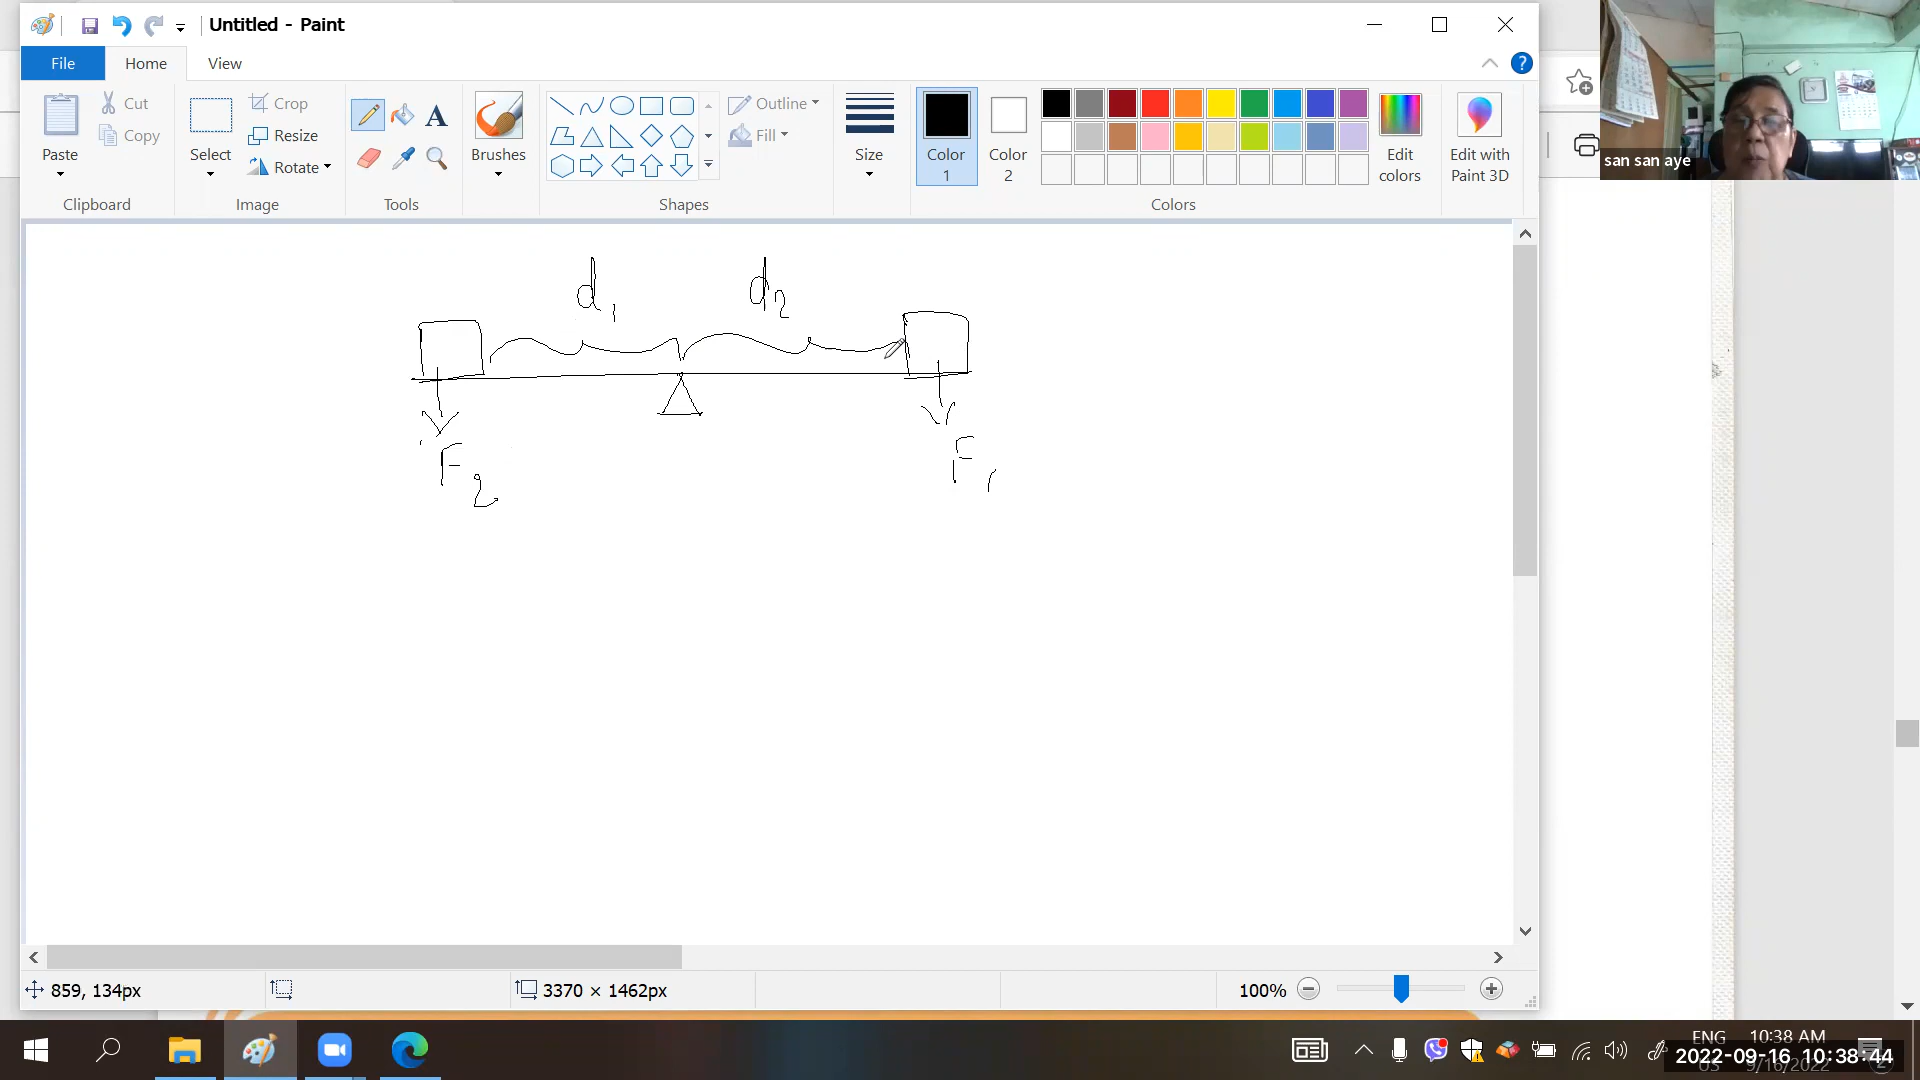 Untitled - Paint
File
Home
View
Paste
Cut
Copy
Clipboard
Select
Crop
Resize
Rotate
Image
Tools
Brushes
Shapes
Outline
Fill
Size
Color 1
Color 2
Edit colors
Edit with Paint 3D
Colors
san san aye
d1
d2
F2
F1
859, 134px
3370 × 1462px
100%
ENG
10:38 AM
2022-09-16 10:38:44